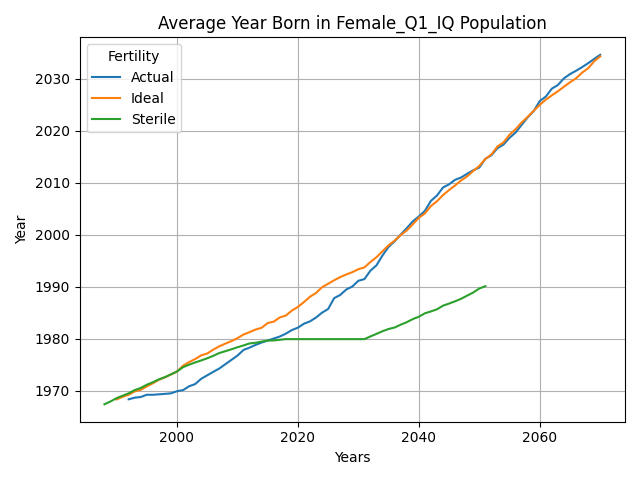 Average Year Born in Female_Q1_IQ Population
Fertility
Actual
Ideal
Sterile
Year
2030
2020
2010
2000
1990
1980
1970
2000 2020 2040 2060
Years